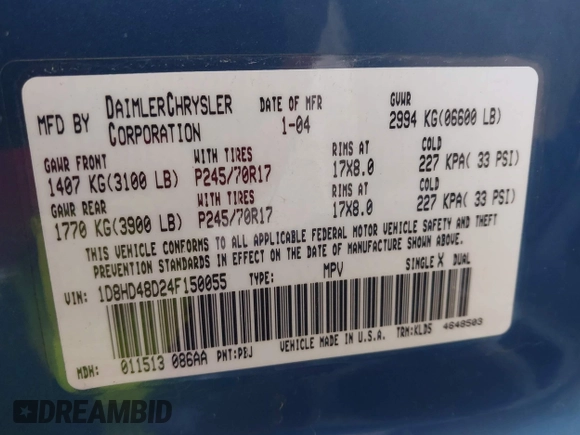 MFD BY DAIMLERCHRYSLER CORPORATION DATE OF MFR 1-04 GVWR 2994 KG(06600 LB)
GAWR FRONT WITH TIRES RIMS AT COLD
1407 KG(3100 LB) P245/70R17 17X8.0 227 KPA( 33 PSI)
GAWR REAR WITH TIRES RIMS AT COLD
1770 KG(3900 LB) P245/70R17 17X8.0 227 KPA( 33 PSI)
THIS VEHICLE CONFORMS TO ALL APPLICABLE FEDERAL MOTOR VEHICLE SAFETY AND THEFT
PREVENTION STANDARDS IN EFFECT ON THE DATE OF MANUFACTURE SHOWN ABOVE.
VIN: 1D8HD48D24F150055 TYPE: MPV SINGLE X DUAL
MDH: 011513 086AA PNT:PBJ VEHICLE MADE IN U.S.A. TRM:KLD5 4648503
DREAMBID